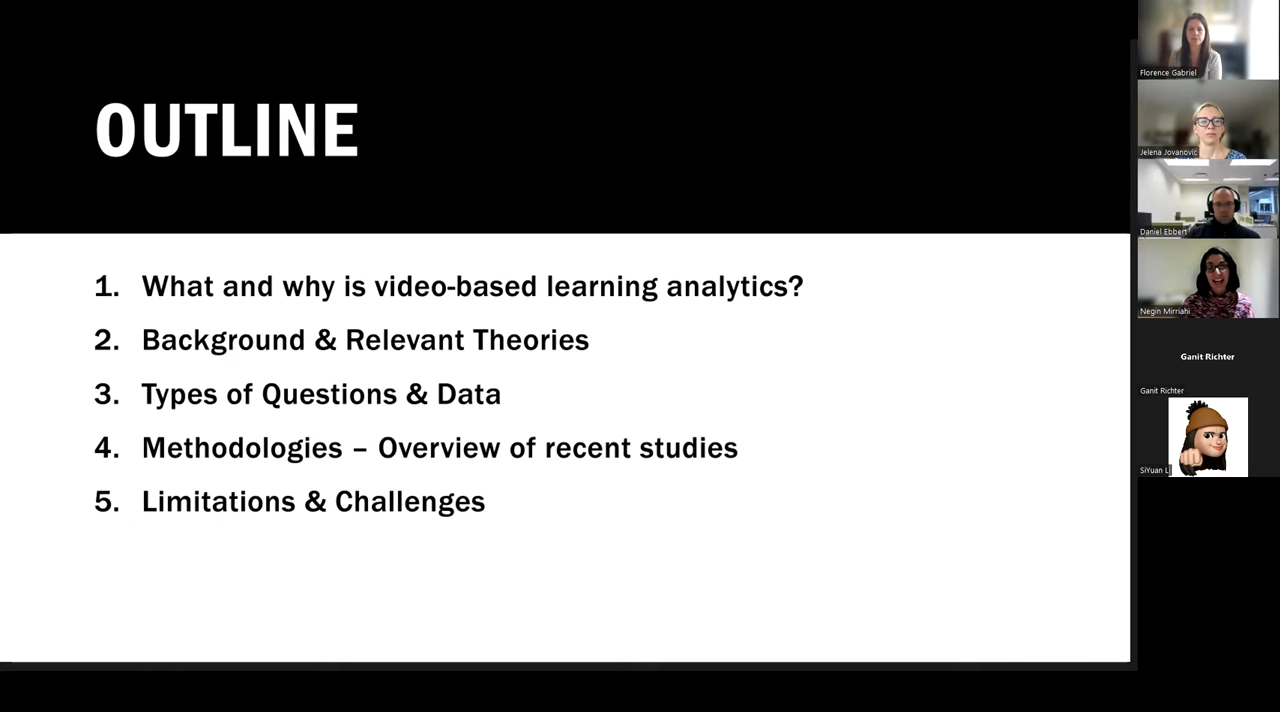 OUTLINE
1. What and why is video-based learning analytics?
2. Background & Relevant Theories
3. Types of Questions & Data
4. Methodologies – Overview of recent studies
5. Limitations & Challenges
Florence Gabriel
Jelena Jovanovic
Daniel Ebbert
Negin Mirriahi
Ganit Richter
Ganit Richter
SiYuan Li